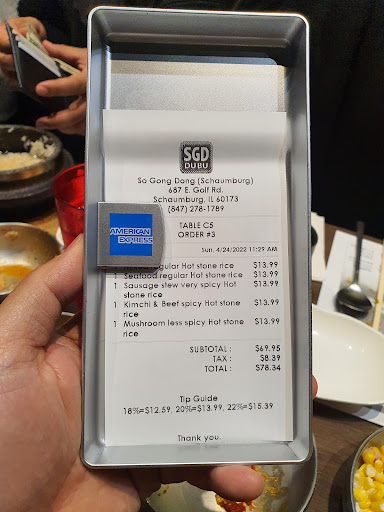 SGD
DUBU
So Gong Dong (Schaumburg)
687 E. Golf Rd.
Schaumburg, IL 60173
(847) 278-1789
TABLE C5
ORDER #3
AMERICAN
EXPRESS
Sun, 4/24/2022 11:29 AM
regular Hot stone rice $13.99
1 Seafood regular Hot stone rice $13.99
1 Sausage stew very spicy Hot $13.99
stone rice
1 Kimchi & Beef spicy Hot stone $13.99
rice
1 Mushroom less spicy Hot stone $13.99
rice
SUBTOTAL : $69.95
TAX : $8.39
TOTAL : $78.34
Tip Guide
18%=$12.59, 20%=$13.99, 22%=$15.39
Thank you.